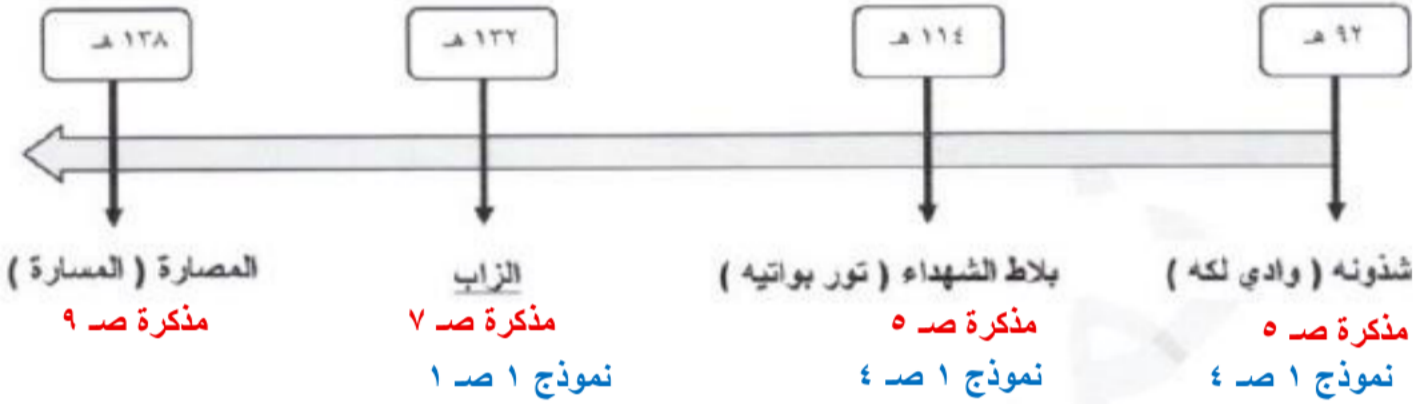 ٩٢ هـ
١١٤ هـ
١٣٢ هـ
١٣٨ هـ
شذونه ( وادي لكه )
بلاط الشهداء ( تور بواتيه )
الزاب
المصارة ( المسارة )
مذكرة صـ ٥
مذكرة صـ ٥
مذكرة صـ ٧
مذكرة صـ ٩
نموذج ١ صـ ٤
نموذج ١ صـ ٤
نموذج ١ صـ ١